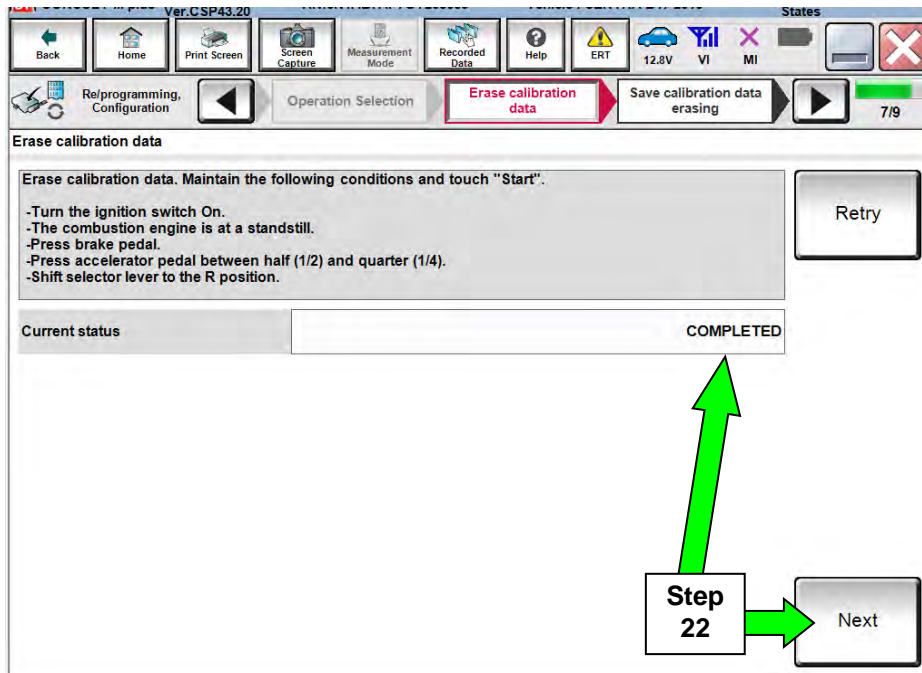 Ver.CSP43.20
States
Back
Home
Print Screen
Screen Capture
Measurement Mode
Recorded Data
Help
ERT
12.8V
VI
MI
Re/programming, Configuration
Operation Selection
Erase calibration data
Save calibration data erasing
7/9
Erase calibration data
Erase calibration data. Maintain the following conditions and touch "Start".
-Turn the ignition switch On.
-The combustion engine is at a standstill.
-Press brake pedal.
-Press accelerator pedal between half (1/2) and quarter (1/4).
-Shift selector lever to the R position.
Retry
Current status
COMPLETED
Step
22
Next